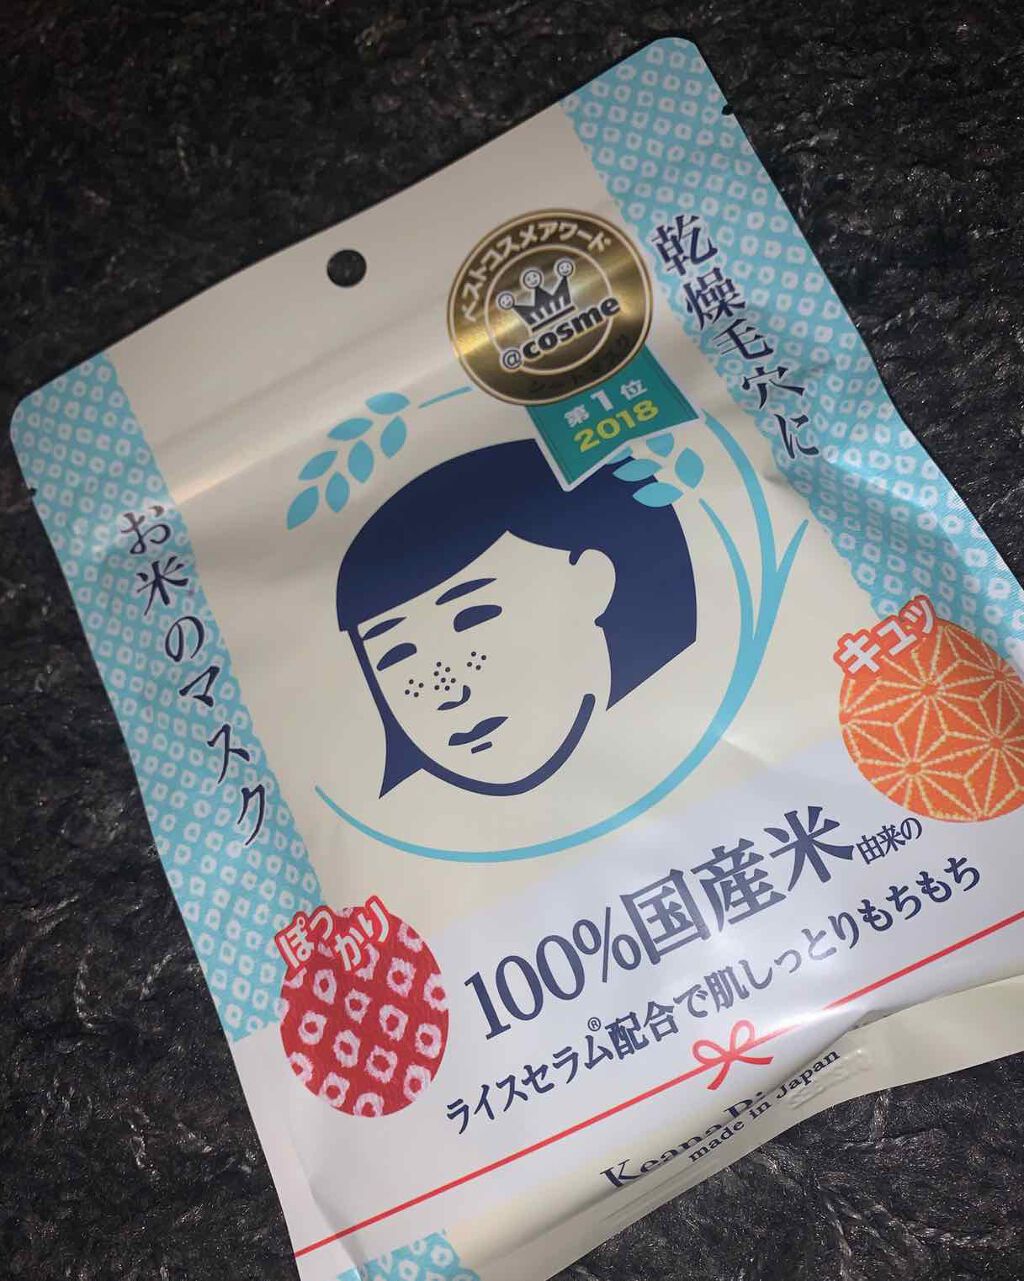 ベストコスメアワード
@cosme
第1位
2018
乾燥毛穴に
お米のマスク
キュッ
ぽっかり
100%国産米由来の
ライスセラム®配合で肌しっとりもちもち
made in Japan